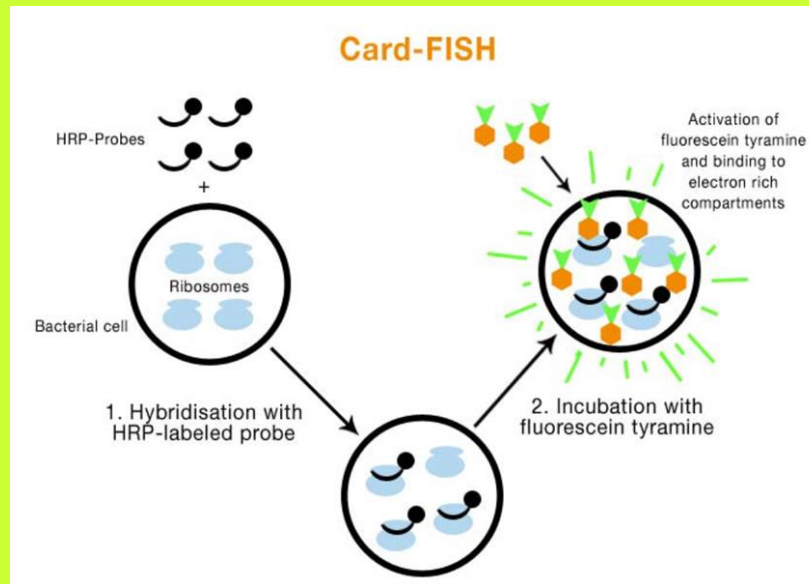 Card-FISH
HRP-Probes
+
Ribosomes
Bacterial cell
1. Hybridisation with
HRP-labeled probe
2. Incubation with
fluorescein tyramine
Activation of
fluorescein tyramine
and binding to
electron rich
compartments